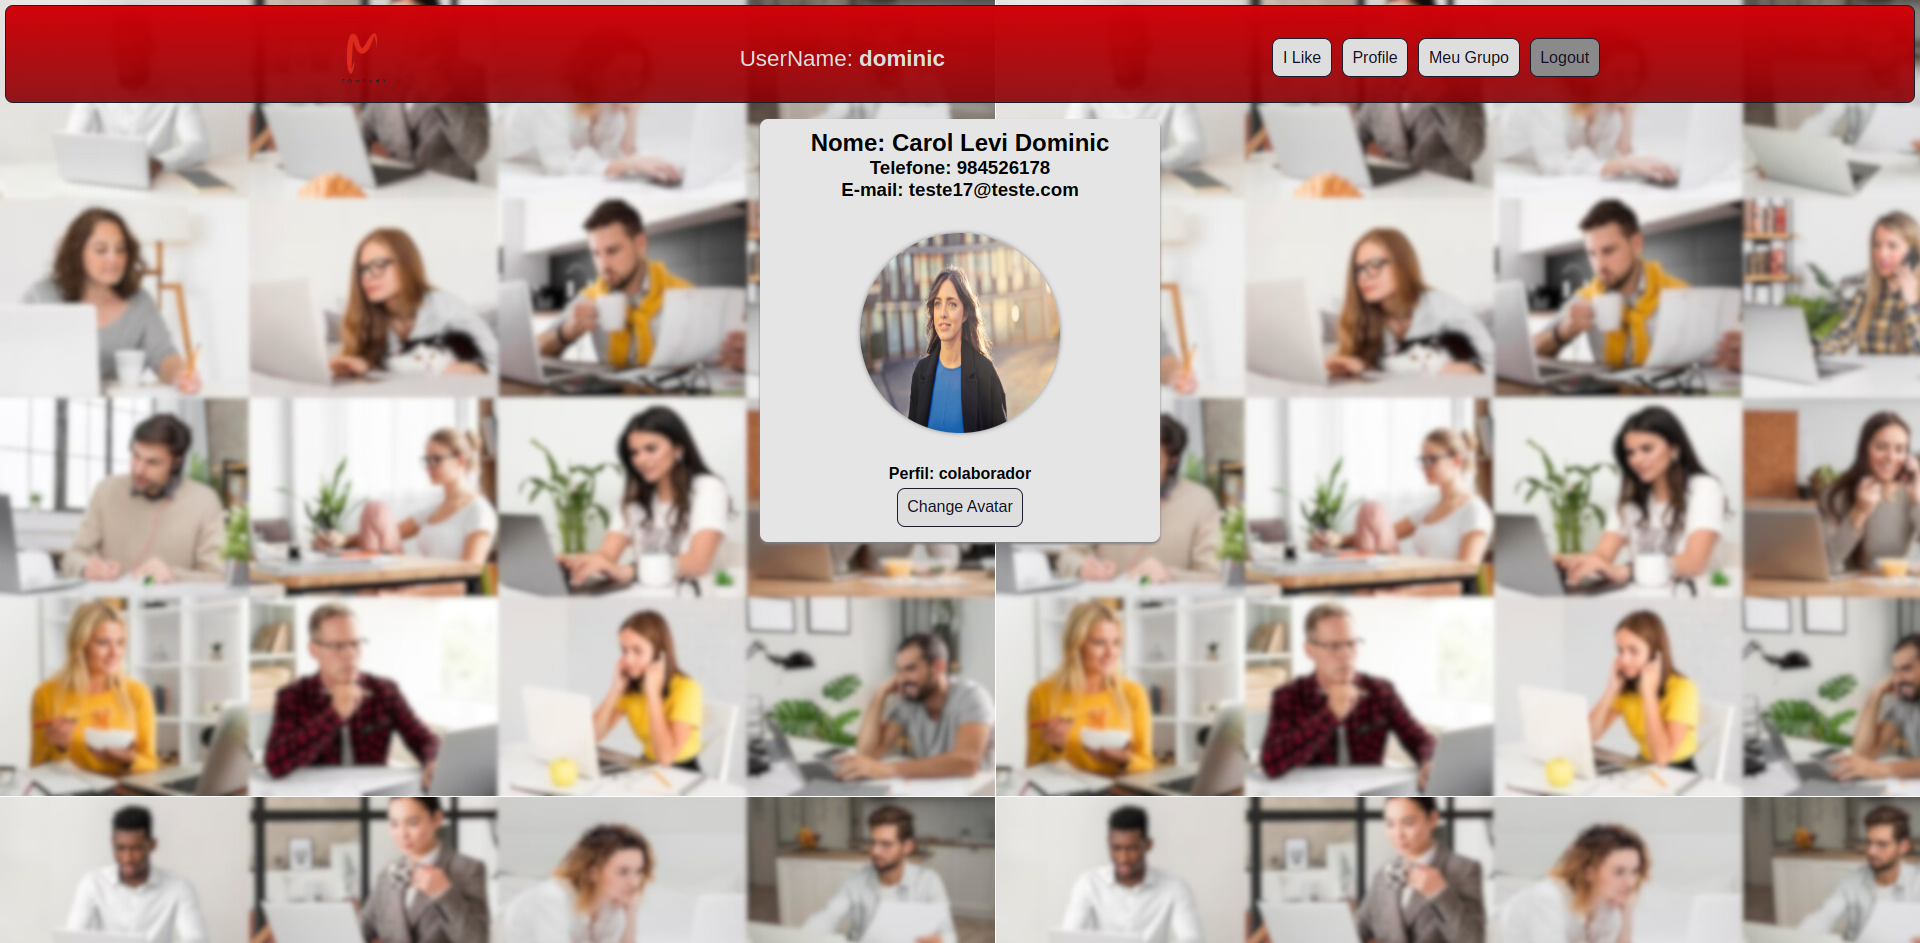 UserName: dominic
I Like
Profile
Meu Grupo
Logout
Nome: Carol Levi Dominic
Telefone: 984526178
E-mail: teste17@teste.com
Perfil: colaborador
Change Avatar